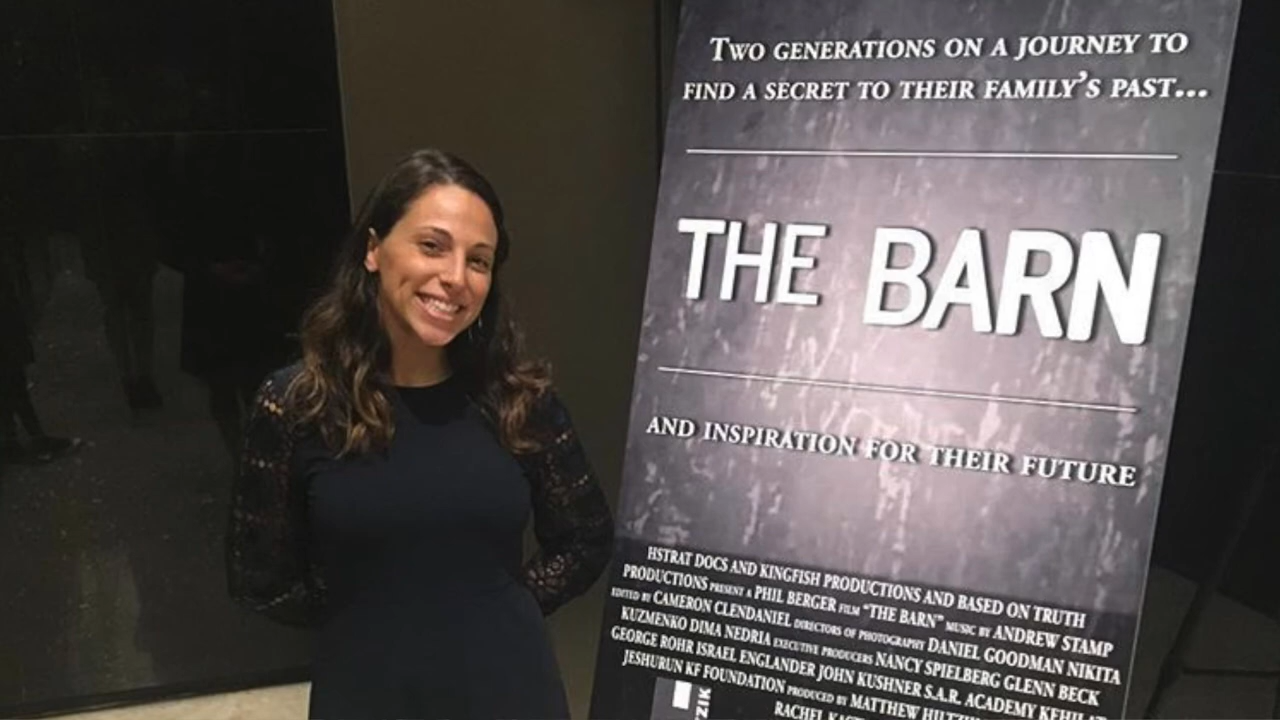 TWO GENERATIONS ON A JOURNEY TO
FIND A SECRET TO THEIR FAMILY'S PAST...
THE BARN
AND INSPIRATION FOR THEIR FUTURE
HSTRAT DOCS AND KINGFISH PRODUCTIONS AND BASED ON TRUTH
PRODUCTIONS PRESENT A PHIL BERGER FILM "THE BARN" MUSIC BY ANDREW STAMP
EDITED BY CAMERON CLENDANIEL DIRECTORS OF PHOTOGRAPHY DANIEL GOODMAN NIKITA
KUZMENKO DIMA NEDRIA EXECUTIVE PRODUCERS NANCY SPIELBERG GLENN BECK
GEORGE ROHR ISRAEL ENGLANDER JOHN KUSHNER S.A.R. ACADEMY
JESHURUN KF FOUNDATION PRODUCED BY MATTHEW
RACHEL